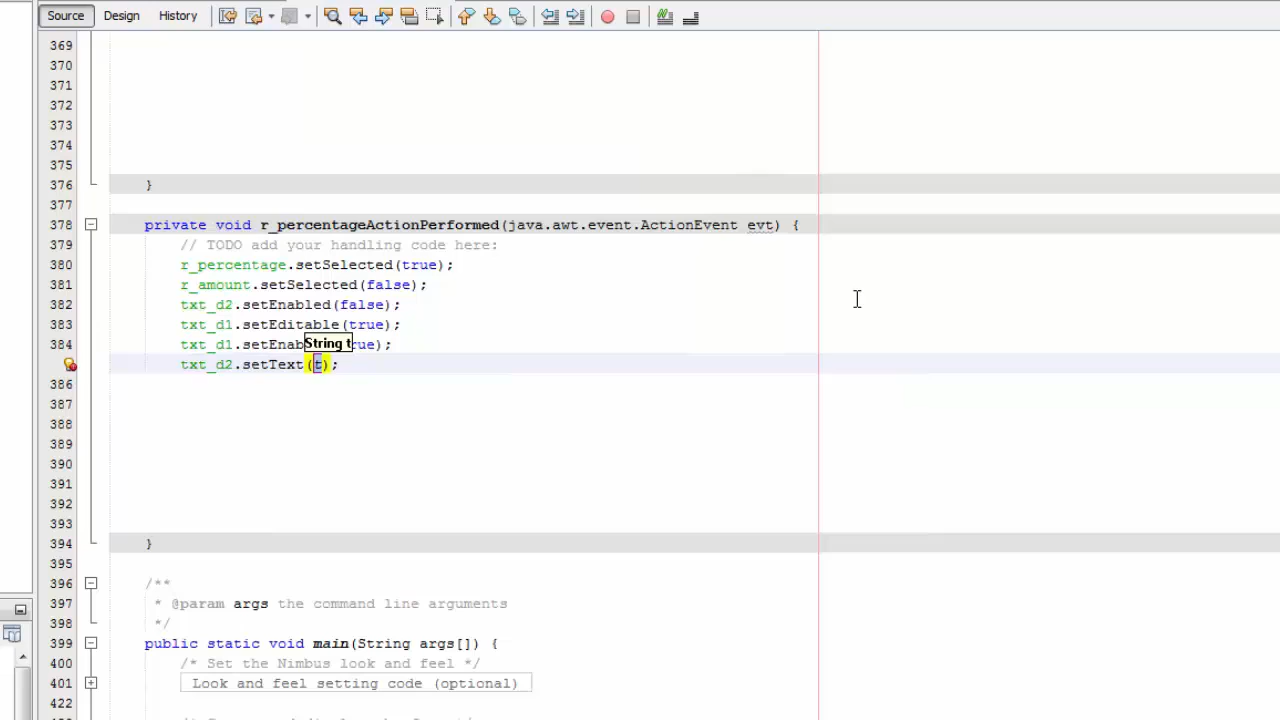 Source Design History
369
370
371
372
373
374
375
376 }
377
378 private void r_percentageActionPerformed(java.awt.event.ActionEvent evt) {
379 // TODO add your handling code here:
380 r_percentage.setSelected(true);
381 r_amount.setSelected(false);
382 txt_d2.setEnabled(false);
383 txt_d1.setEditable(true);
384 txt_d1.setEnab String t rue);
txt_d2.setText(t);
386
387
388
389
390
391
392
393
394 }
395
396 /**
397 * @param args the command line arguments
398 */
399 public static void main(String args[]) {
400 /* Set the Nimbus look and feel */
401 Look and feel setting code (optional)
422